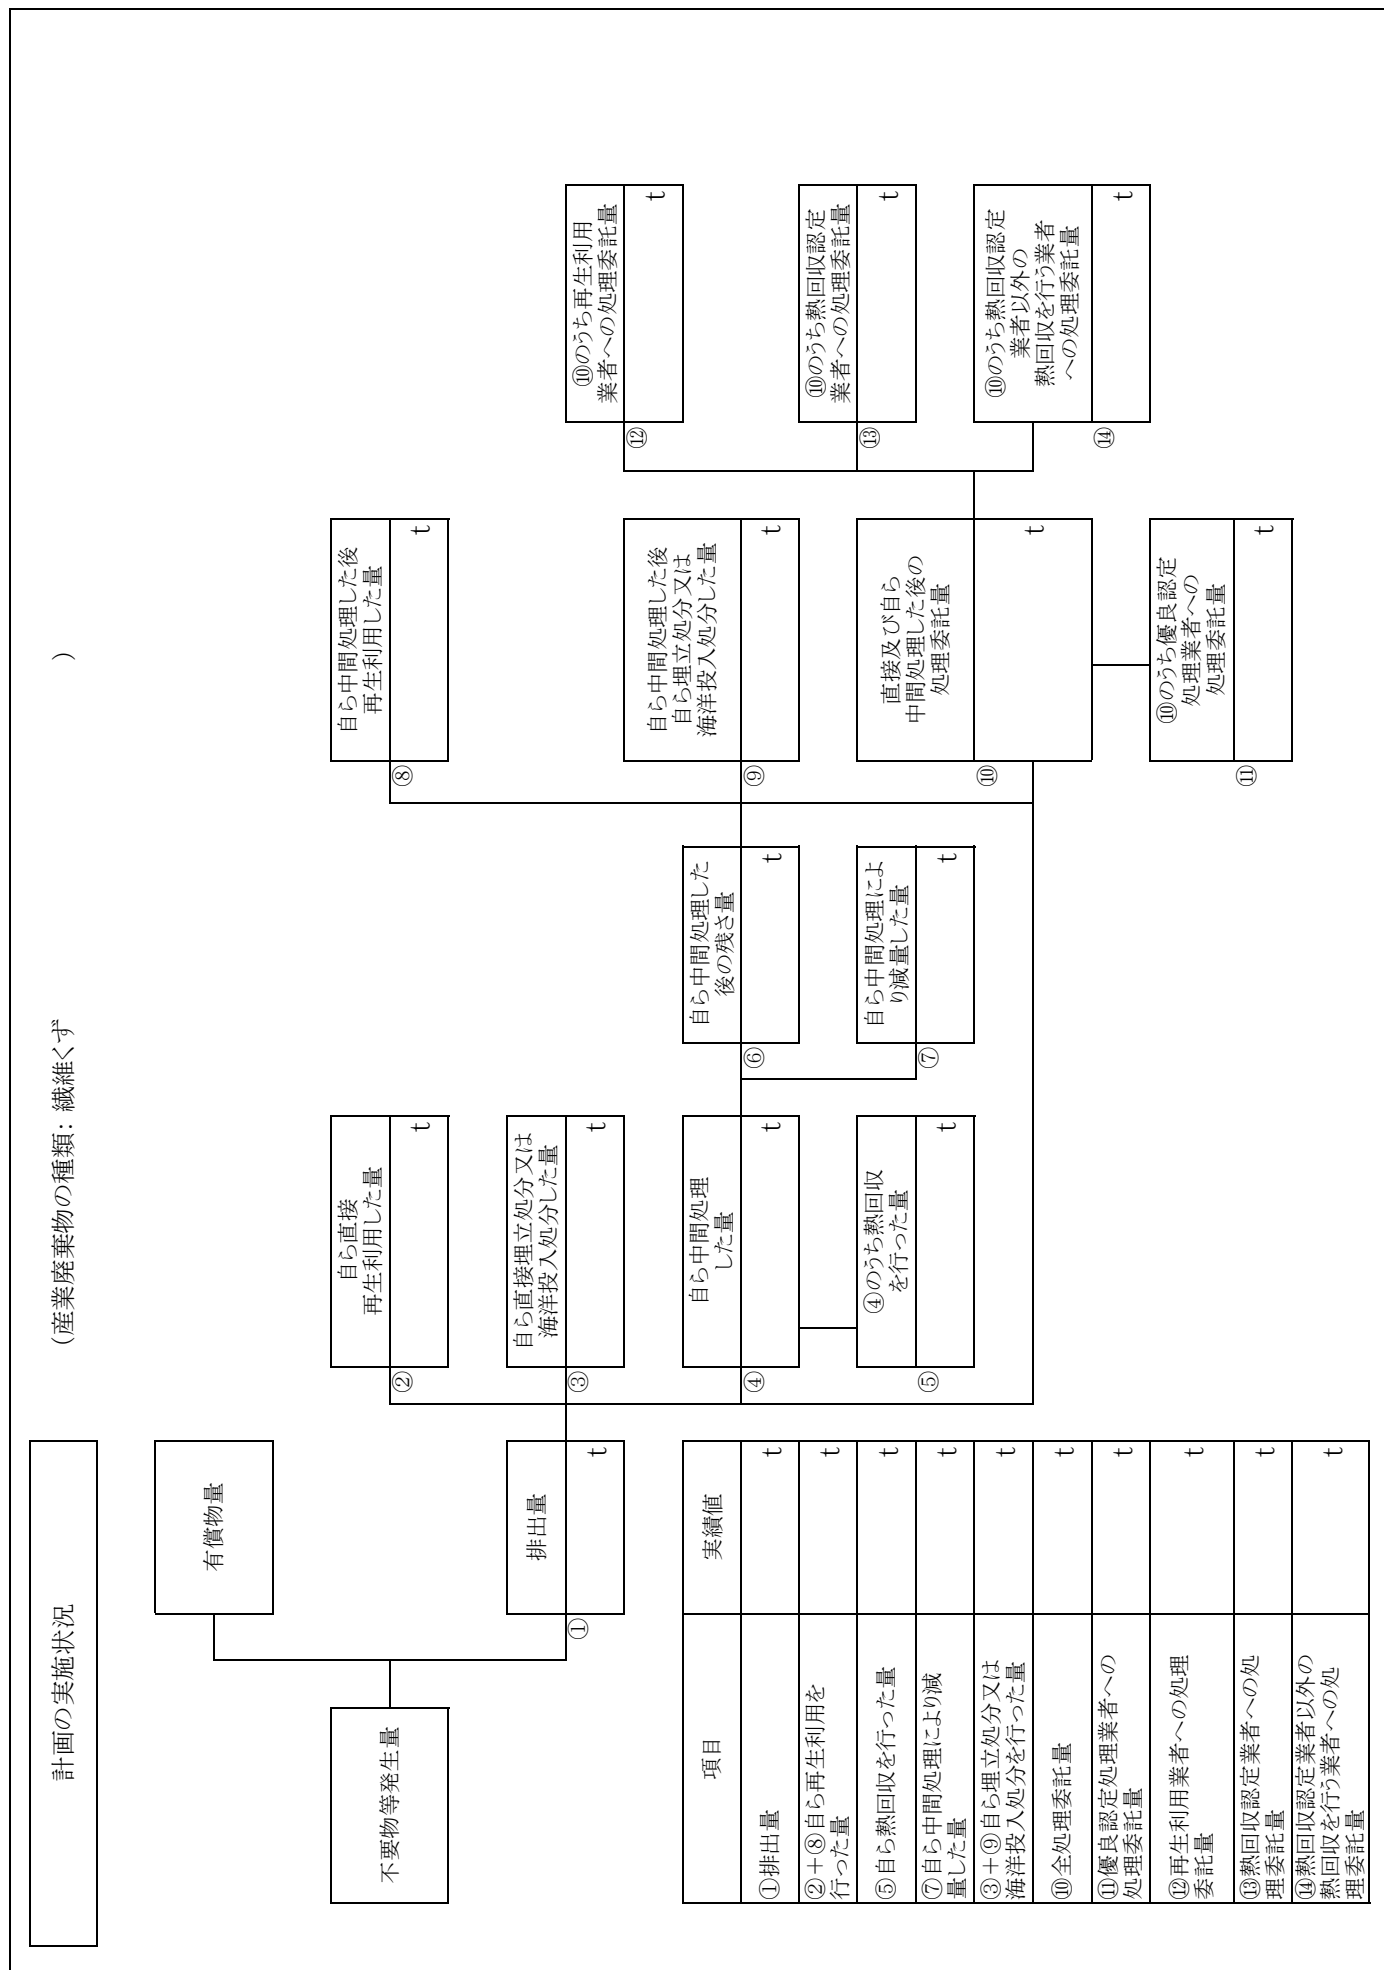 計画の実施状況
(産業廃棄物の種類：繊維くず　　　　　　　　　　)
有償物量
不要物等発生量
排出量
①
t
自ら直接
再生利用した量
②
t
自ら直接埋立処分又は
海洋投入処分した量
③
t
自ら中間処理
した量
④
t
④のうち熱回収
を行った量
⑤
t
自ら中間処理した
後の残さ量
⑥
t
自ら中間処理によ
り減量した量
⑦
t
自ら中間処理した後
再生利用した量
⑧
t
自ら中間処理した後
自ら埋立処分又は
海洋投入処分した量
⑨
t
直接及び自ら
中間処理した後の
処理委託量
⑩
t
⑩のうち優良認定
処理業者への
処理委託量
⑪
t
⑩のうち再生利用
業者への処理委託量
⑫
t
⑩のうち熱回収認定
業者への処理委託量
⑬
t
⑩のうち熱回収認定
業者以外の
熱回収を行う業者
への処理委託量
⑭
t
項目
実績値
①排出量
t
②＋⑧自ら再生利用を
行った量
t
⑤自ら熱回収を行った量
t
⑦自ら中間処理により減
量した量
t
③＋⑨自ら埋立処分又は
海洋投入処分を行った量
t
⑩全処理委託量
t
⑪優良認定処理業者への
処理委託量
t
⑫再生利用業者への処理
委託量
t
⑬熱回収認定業者への処
理委託量
t
⑭熱回収認定業者以外の
熱回収を行う業者への処
理委託量
t